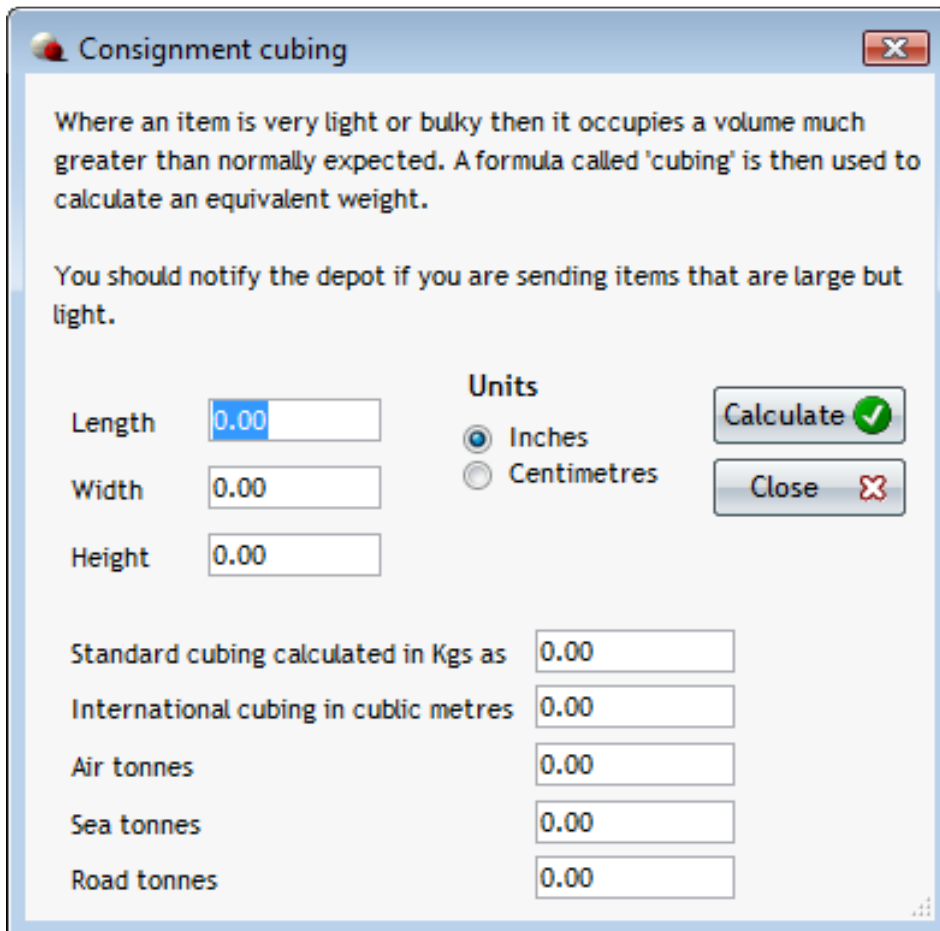 Consignment cubing
Where an item is very light or bulky then it occupies a volume much
greater than normally expected. A formula called 'cubing' is then used to
calculate an equivalent weight.
You should notify the depot if you are sending items that are large but
light.
Units
Length 0.00
Inches
Calculate
Width 0.00
Centimetres
Close
Height 0.00
Standard cubing calculated in Kgs as 0.00
International cubing in cublic metres 0.00
Air tonnes 0.00
Sea tonnes 0.00
Road tonnes 0.00